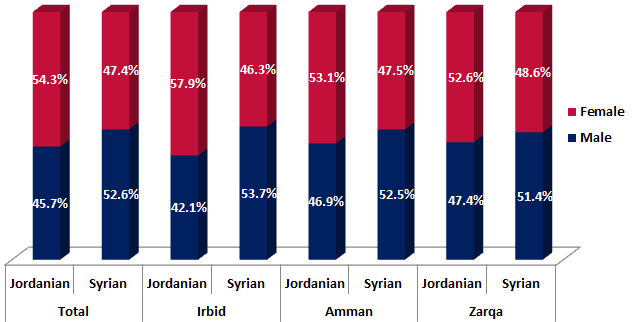 54.3% 47.4% 57.9% 46.3% 53.1% 47.5% 52.6% 48.6%
Female
Male
45.7% 52.6% 42.1% 53.7% 46.9% 52.5% 47.4% 51.4%
Jordanian Syrian Jordanian Syrian Jordanian Syrian Jordanian Syrian
Total Irbid Amman Zarqa